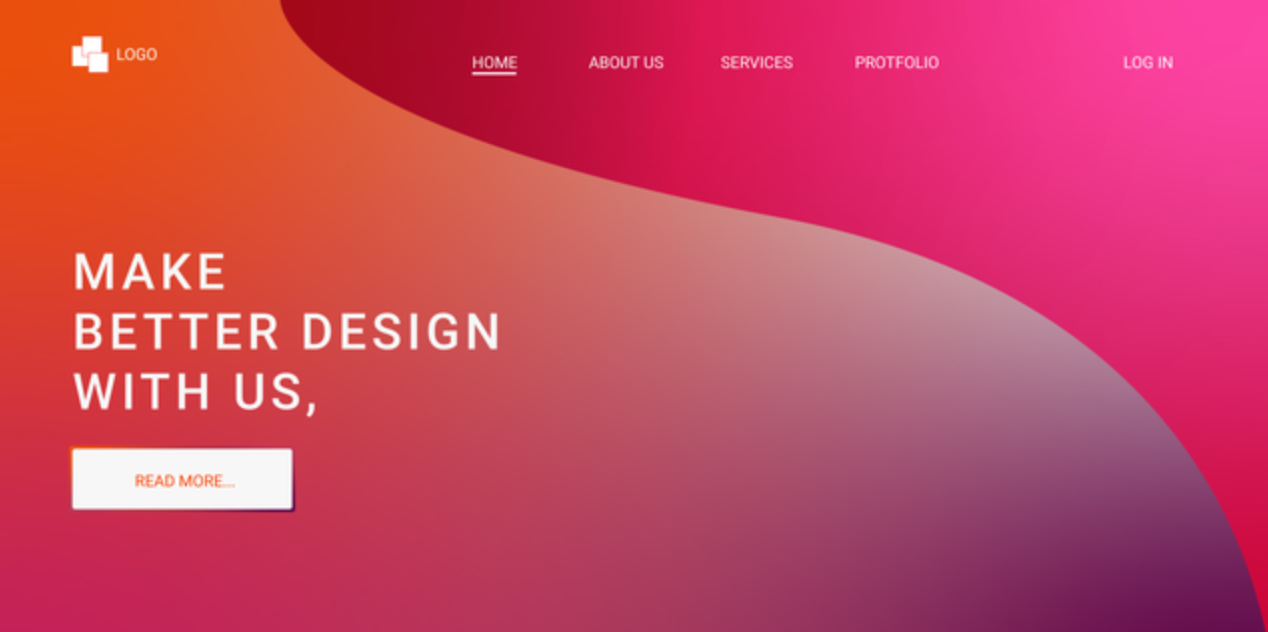 LOGO
HOME ABOUT US SERVICES PROTFOLIO LOG IN
MAKE
BETTER DESIGN
WITH US,
READ MORE...